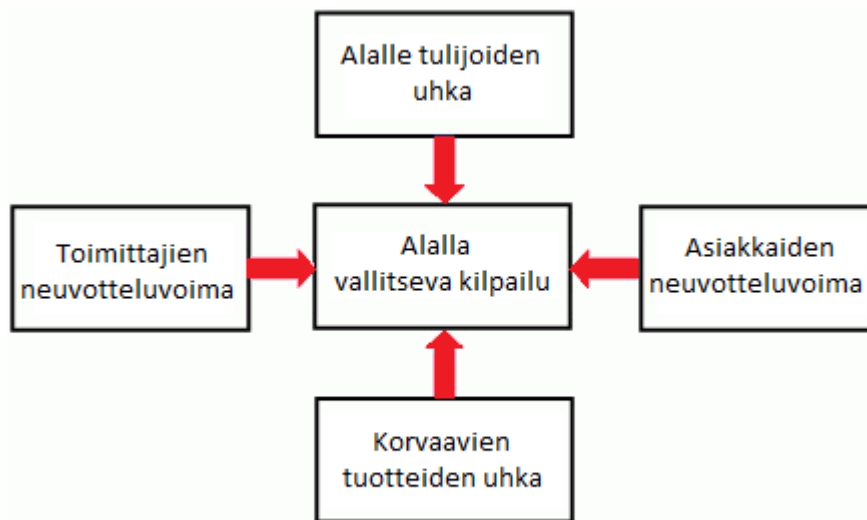 Alalle tulijoiden
uhka
Toimittajien
neuvotteluvoima
Alalla
vallitseva kilpailu
Asiakkaiden
neuvotteluvoima
Korvaavien
tuotteiden uhka